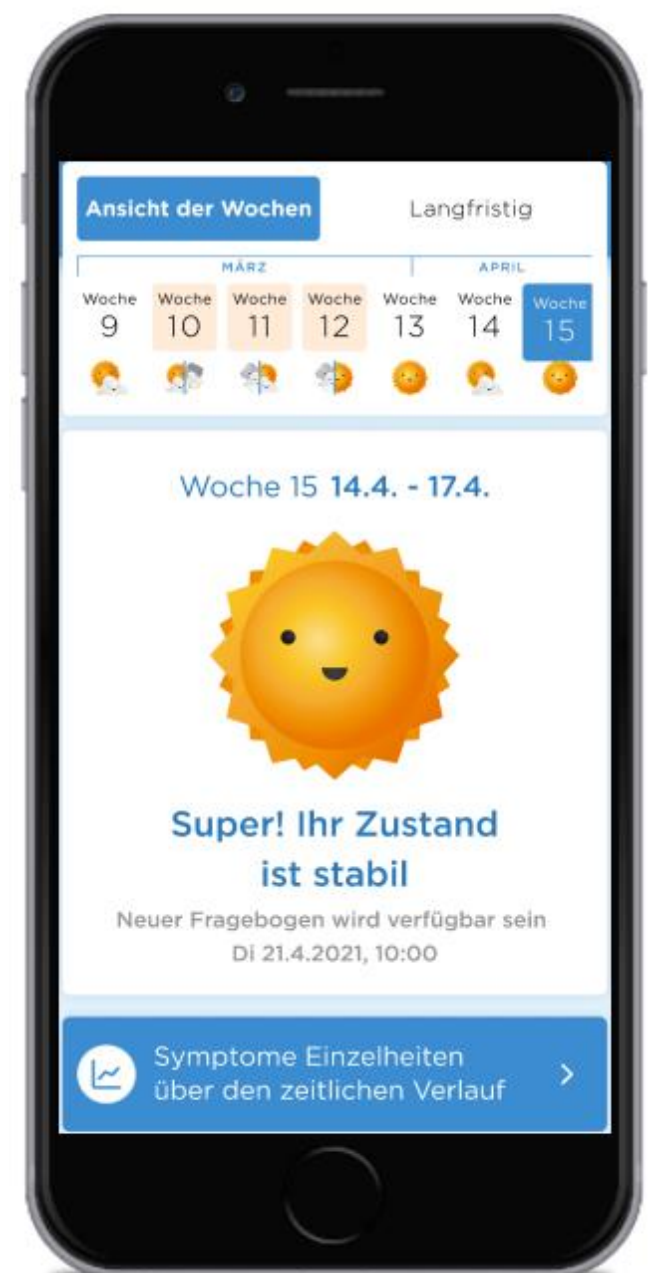 Ansicht der Wochen Langfristig
MÄRZ APRIL
Woche Woche Woche Woche Woche Woche Woche
9 10 11 12 13 14 15
Woche 15 14.4. - 17.4.
Super! Ihr Zustand
ist stabil
Neuer Fragebogen wird verfügbar sein
Di 21.4.2021, 10:00
Symptome Einzelheiten
über den zeitlichen Verlauf